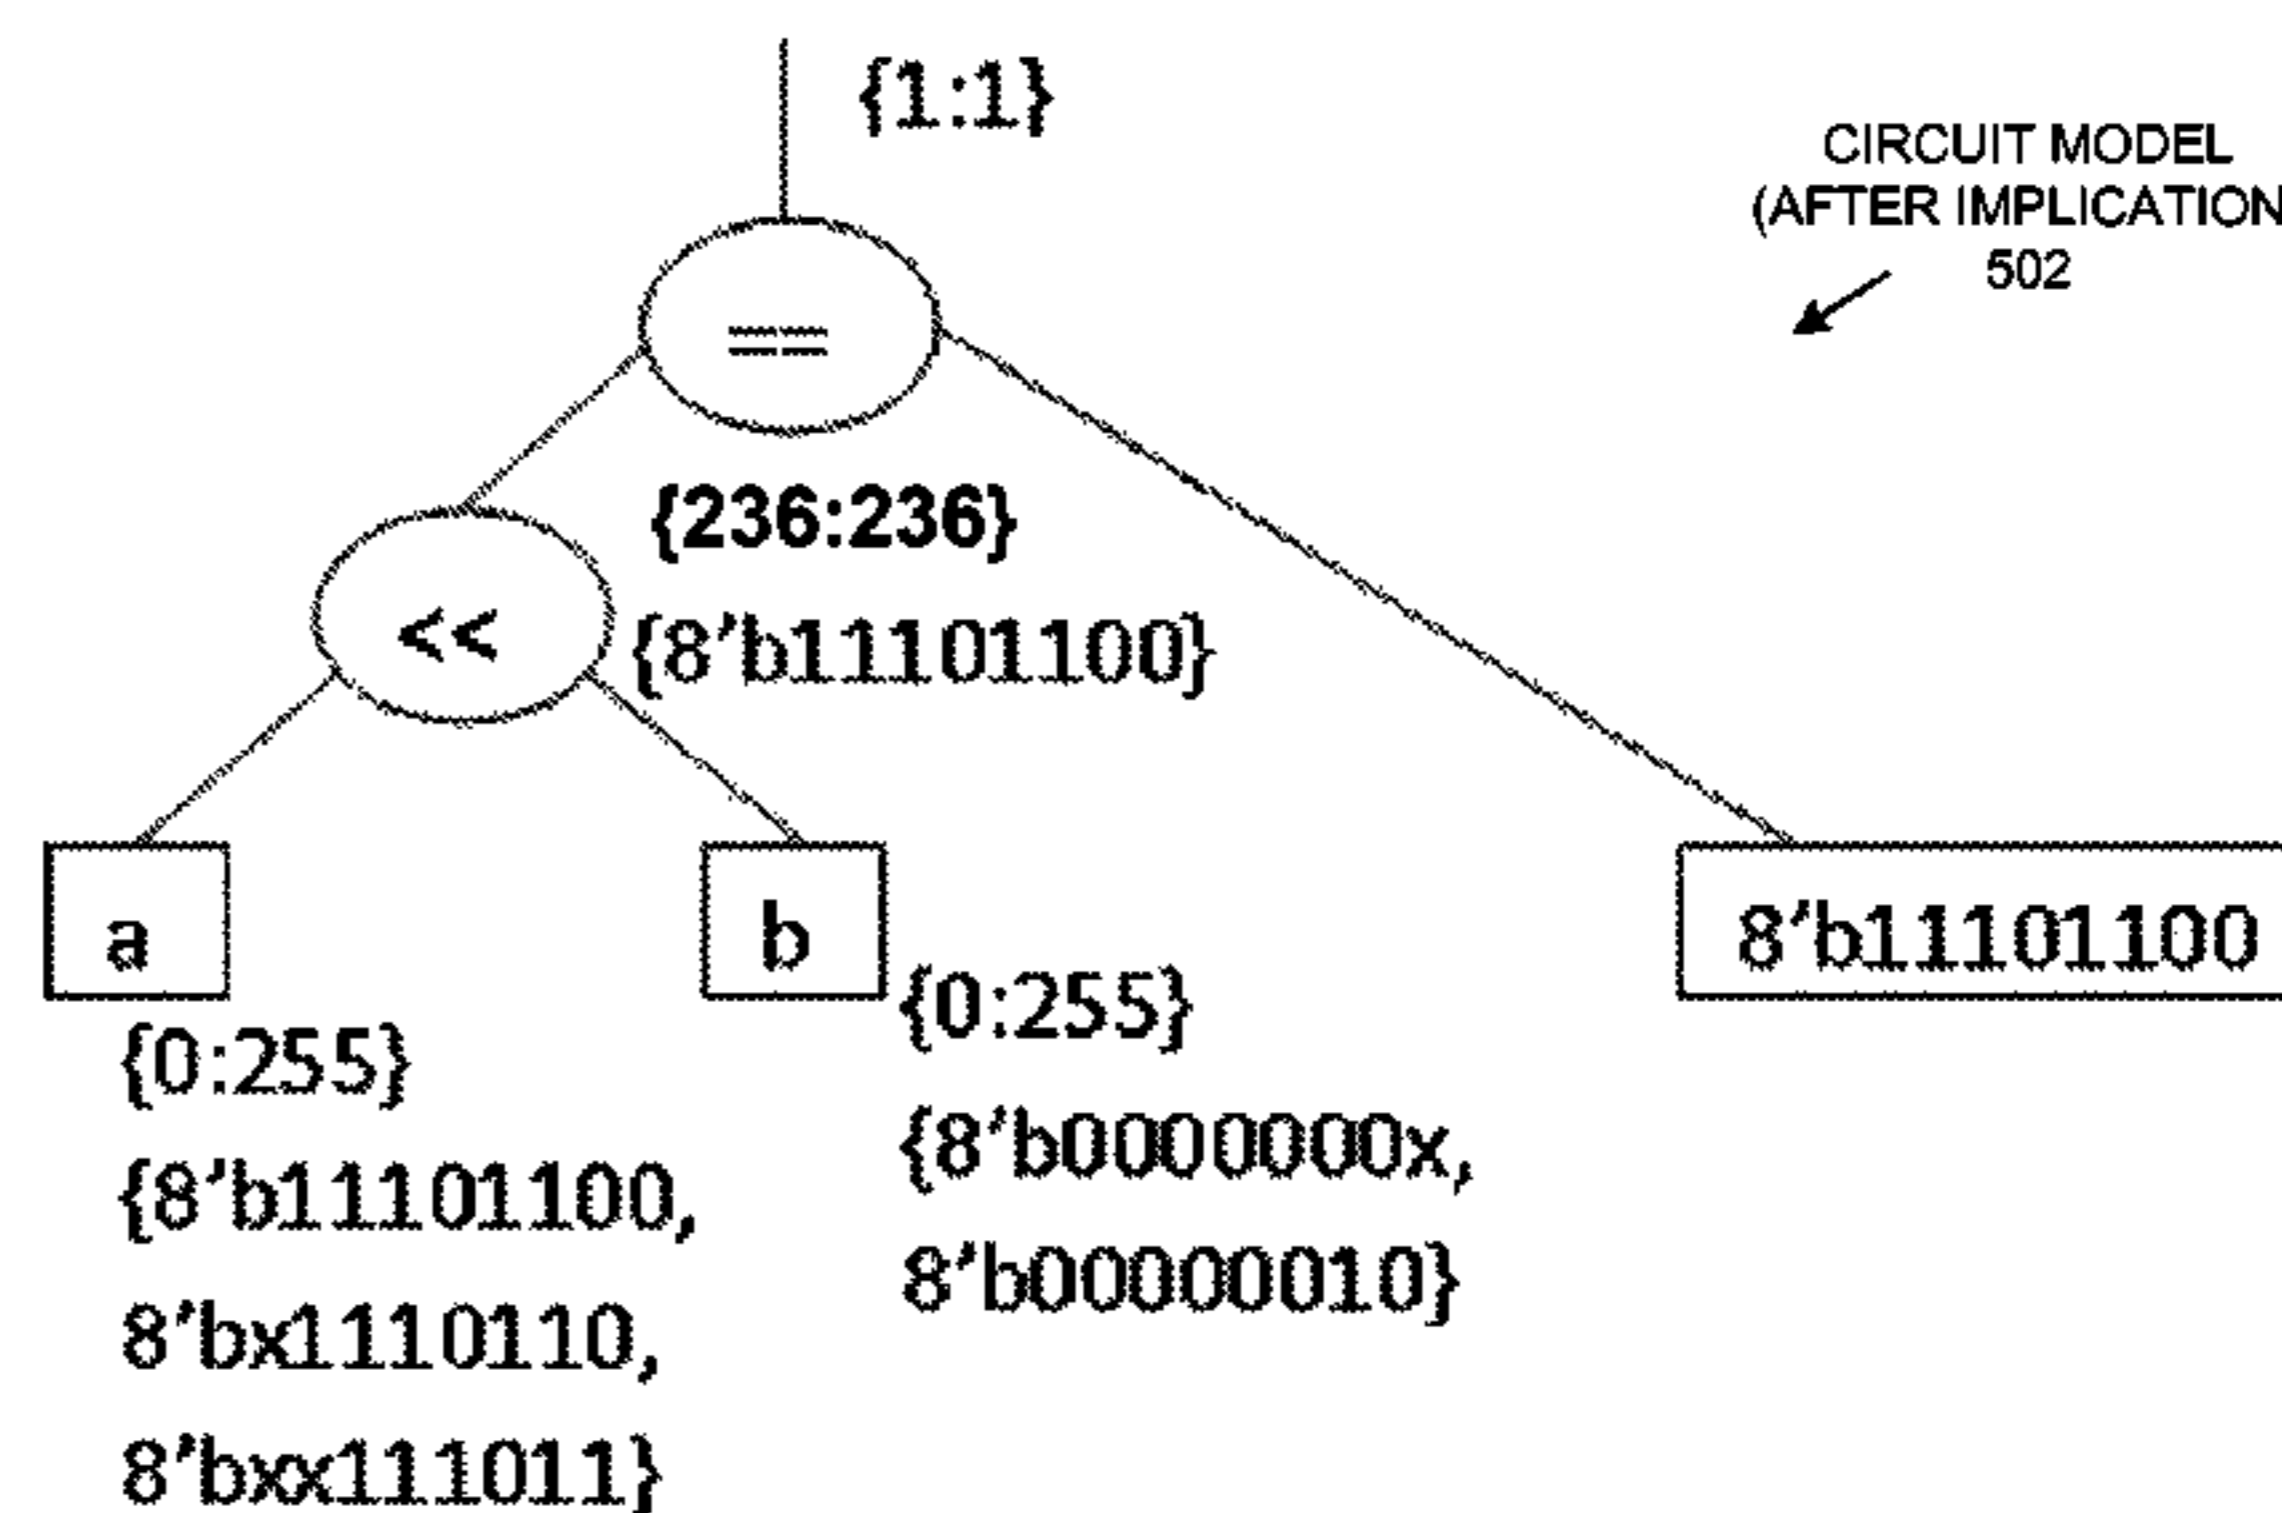 {1:1}
CIRCUIT MODEL
(AFTER IMPLICATION
502
==
{236:236}
<<
{8'b11101100}
a
b
8'b11101100
{0:255}
{0:255}
{8'b11101100,
8'bx1110110,
8'bxx111011}
{8'b0000000x,
8'b00000010}